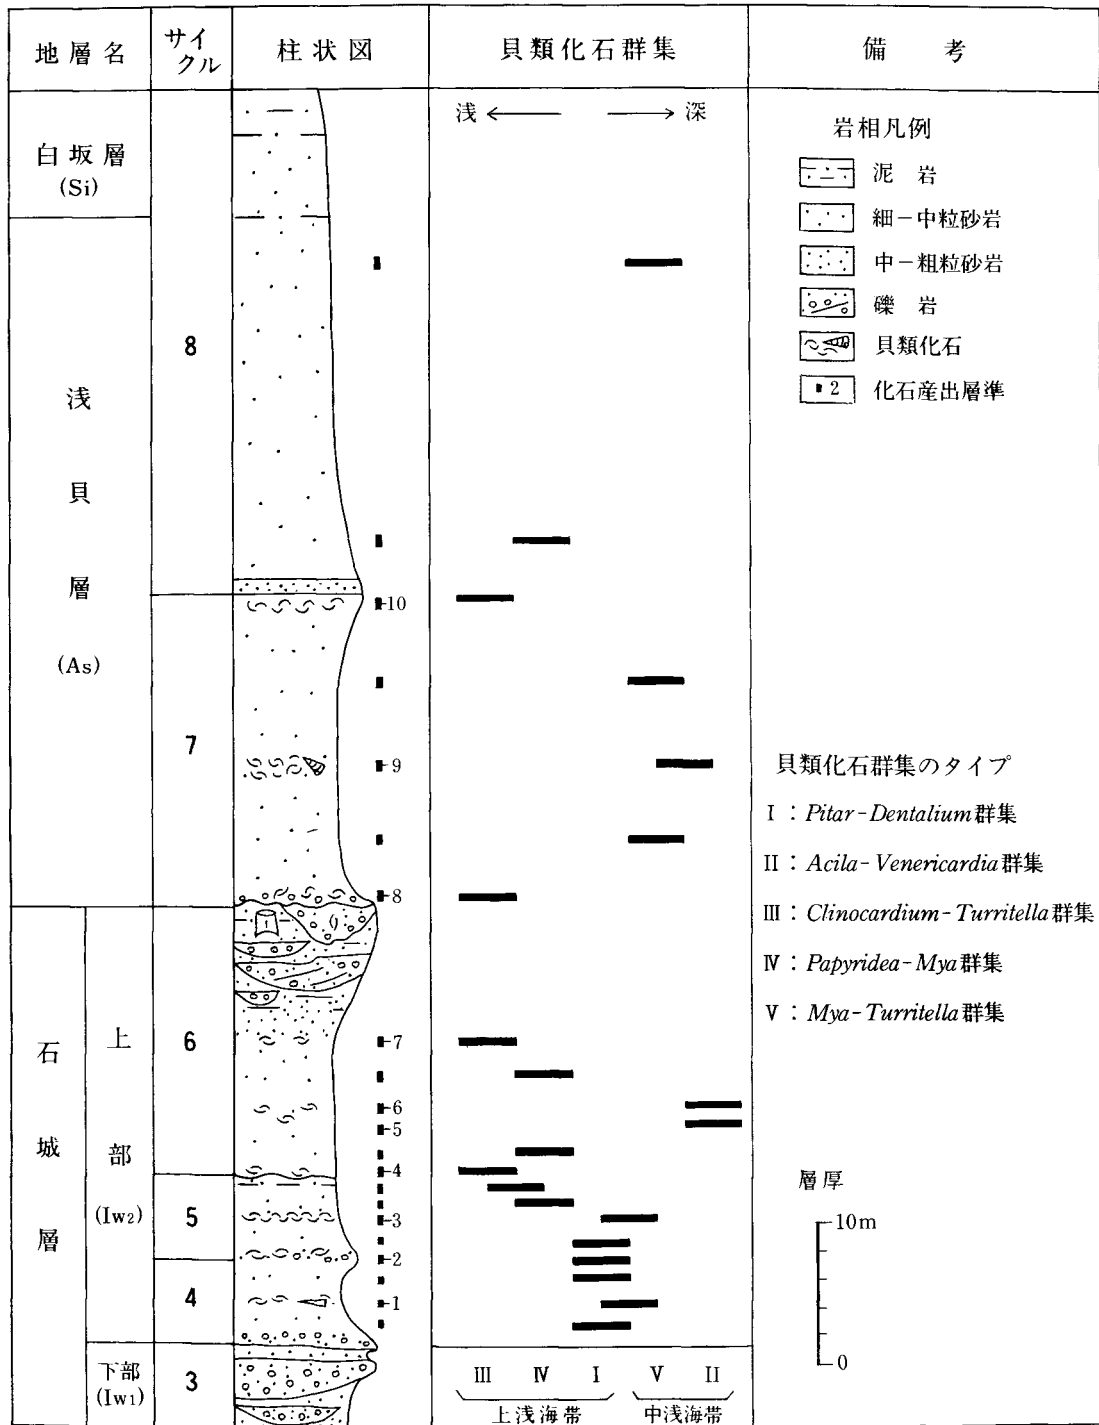 地層名
サイクル
柱状図
貝類化石群集
備考
浅 ← → 深
白坂層
(Si)
浅貝層
(As)
石城層
上部
(Iw2)
下部
(Iw1)
8
7
6
5
4
3
10
9
8
7
6
5
4
3
2
1
III IV I V II
上浅海帯 中浅海帯
岩相凡例
泥岩
細－中粒砂岩
中－粗粒砂岩
礫岩
貝類化石
2 化石産出層準
貝類化石群集のタイプ
I：Pitar-Dentalium群集
II：Acila-Venericardia群集
III：Clinocardium-Turritella群集
IV：Papyridea-Mya群集
V：Mya-Turritella群集
層厚
10m
0